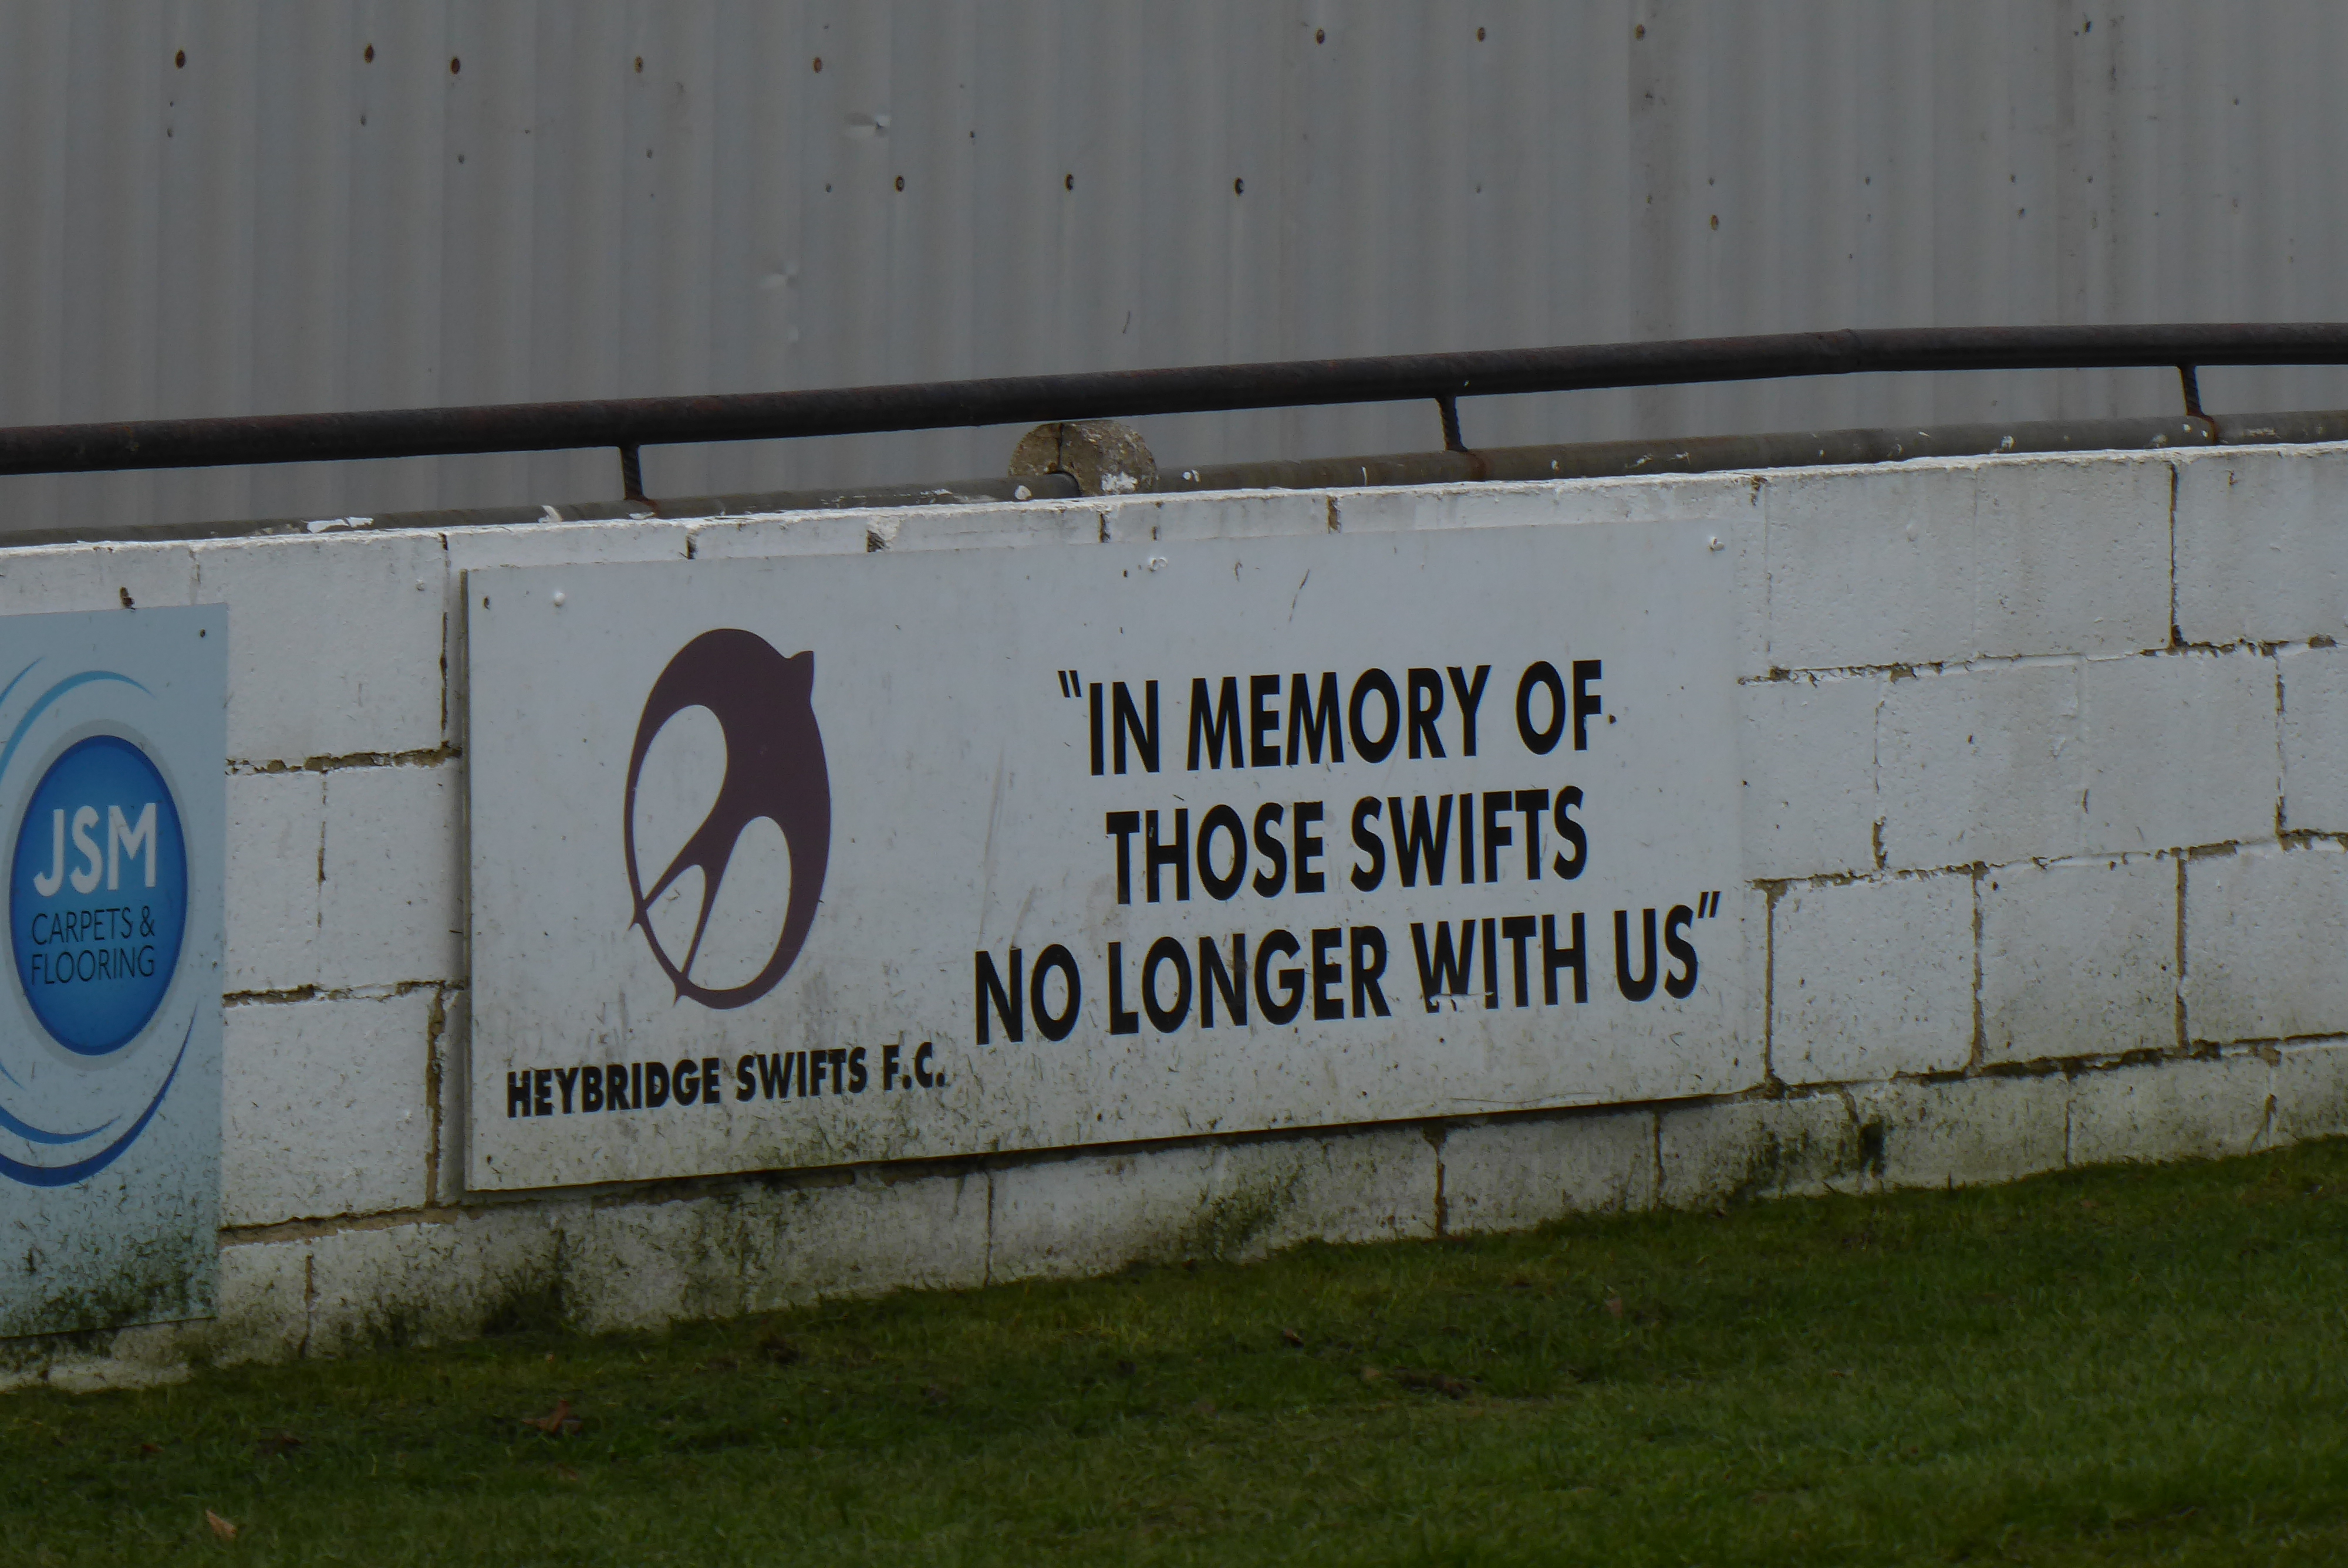 JSM
CARPETS &
FLOORING
"IN MEMORY OF
THOSE SWIFTS
NO LONGER WITH US"
HEYBRIDGE SWIFTS F.C.